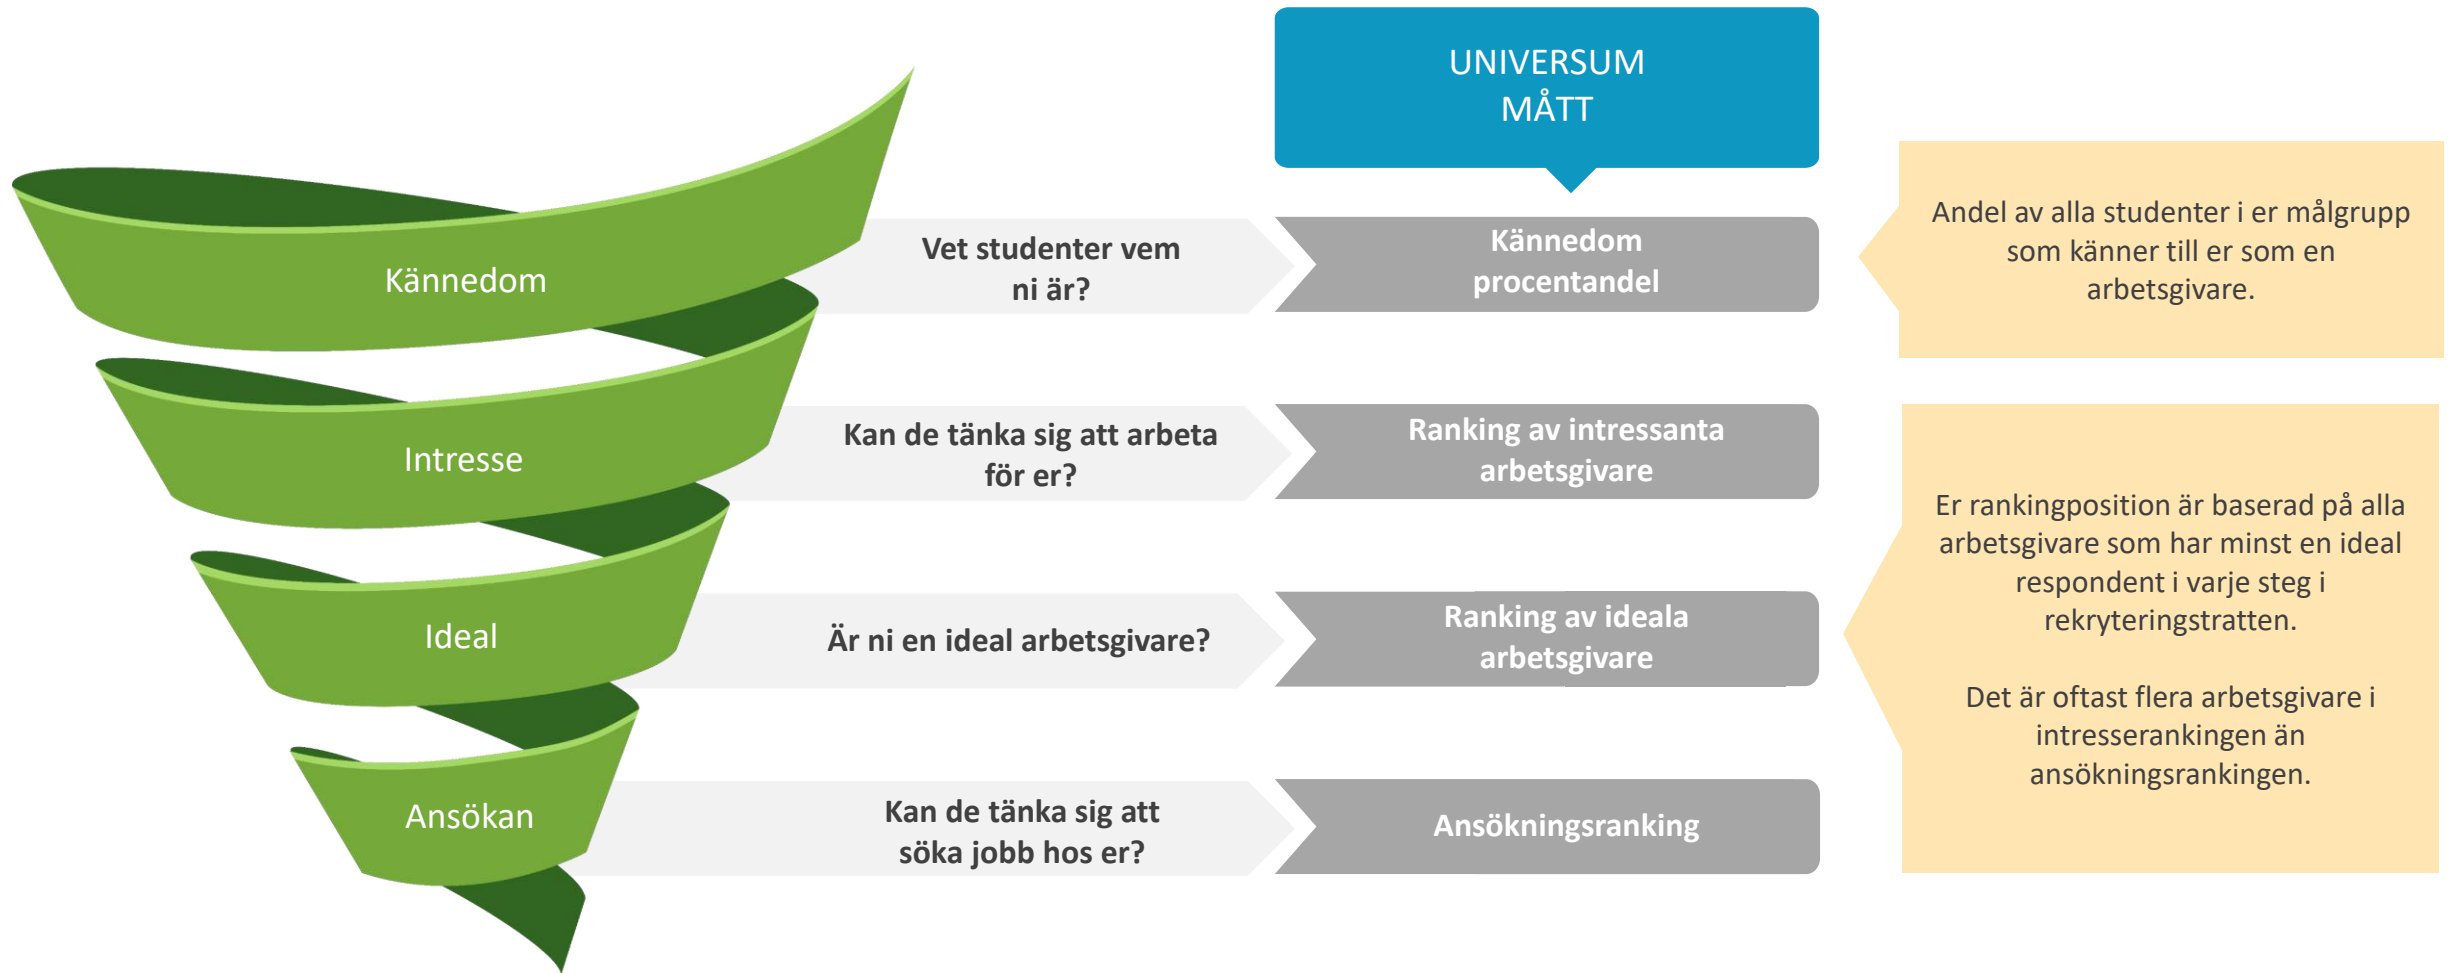 UNIVERSUM
MÅTT
Kännedom
Vet studenter vem
ni är?
Kännedom
procentandel
Andel av alla studenter i er målgrupp
som känner till er som en
arbetsgivare.
Intresse
Kan de tänka sig att arbeta
för er?
Ranking av intressanta
arbetsgivare
Ideal
Är ni en ideal arbetsgivare?
Ranking av ideala
arbetsgivare
Ansökan
Kan de tänka sig att
söka jobb hos er?
Ansökningsranking
Er rankingposition är baserad på alla
arbetsgivare som har minst en ideal
respondent i varje steg i
rekryteringstratten.
Det är oftast flera arbetsgivare i
intresserankingen än
ansökningsrankingen.